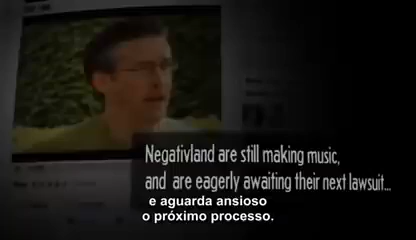 Negativland are still making music,
and are eagerly awaiting their next lawsuit...
e aguarda ansioso
o próximo processo.